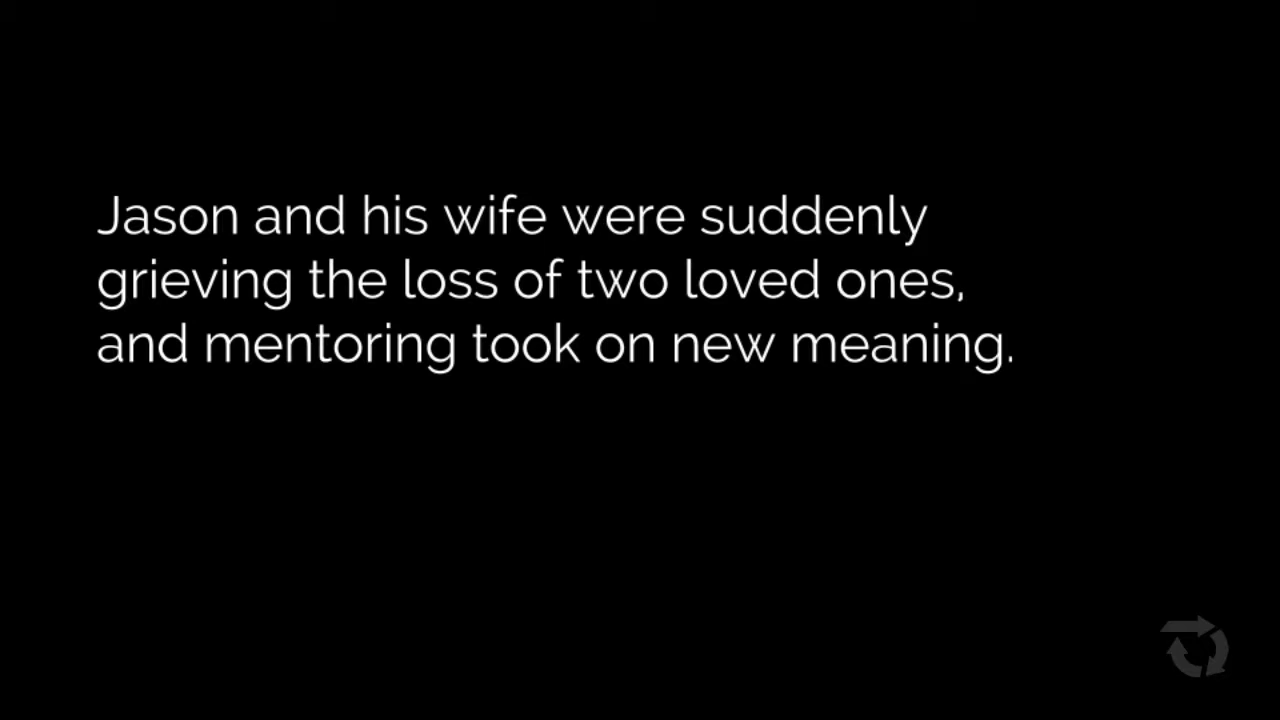 Jason and his wife were suddenly
grieving the loss of two loved ones,
and mentoring took on new meaning.